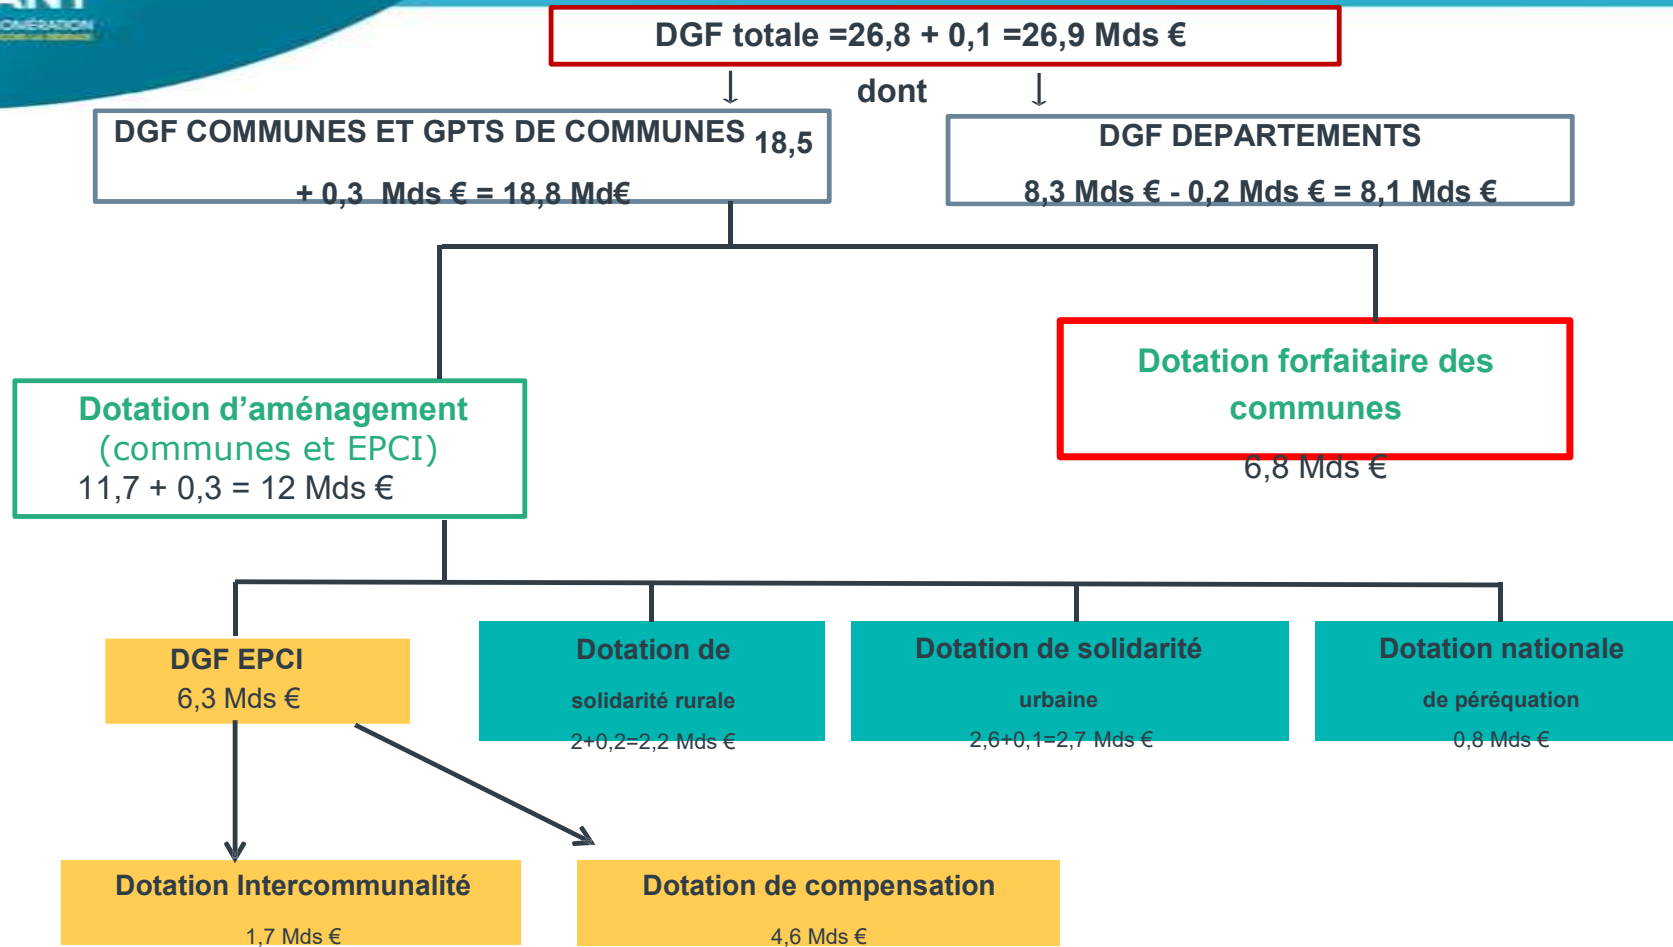 DGF totale =26,8 + 0,1 =26,9 Mds €
↓ dont ↓
DGF COMMUNES ET GPTS DE COMMUNES 18,5
+ 0,3 Mds € = 18,8 Md€
DGF DEPARTEMENTS
8,3 Mds € - 0,2 Mds € = 8,1 Mds €
Dotation forfaitaire des
communes
6,8 Mds €
Dotation d’aménagement
(communes et EPCI)
11,7 + 0,3 = 12 Mds €
DGF EPCI
6,3 Mds €
Dotation de
solidarité rurale
2+0,2=2,2 Mds €
Dotation de solidarité
urbaine
2,6+0,1=2,7 Mds €
Dotation nationale
de péréquation
0,8 Mds €
Dotation Intercommunalité
1,7 Mds €
Dotation de compensation
4,6 Mds €